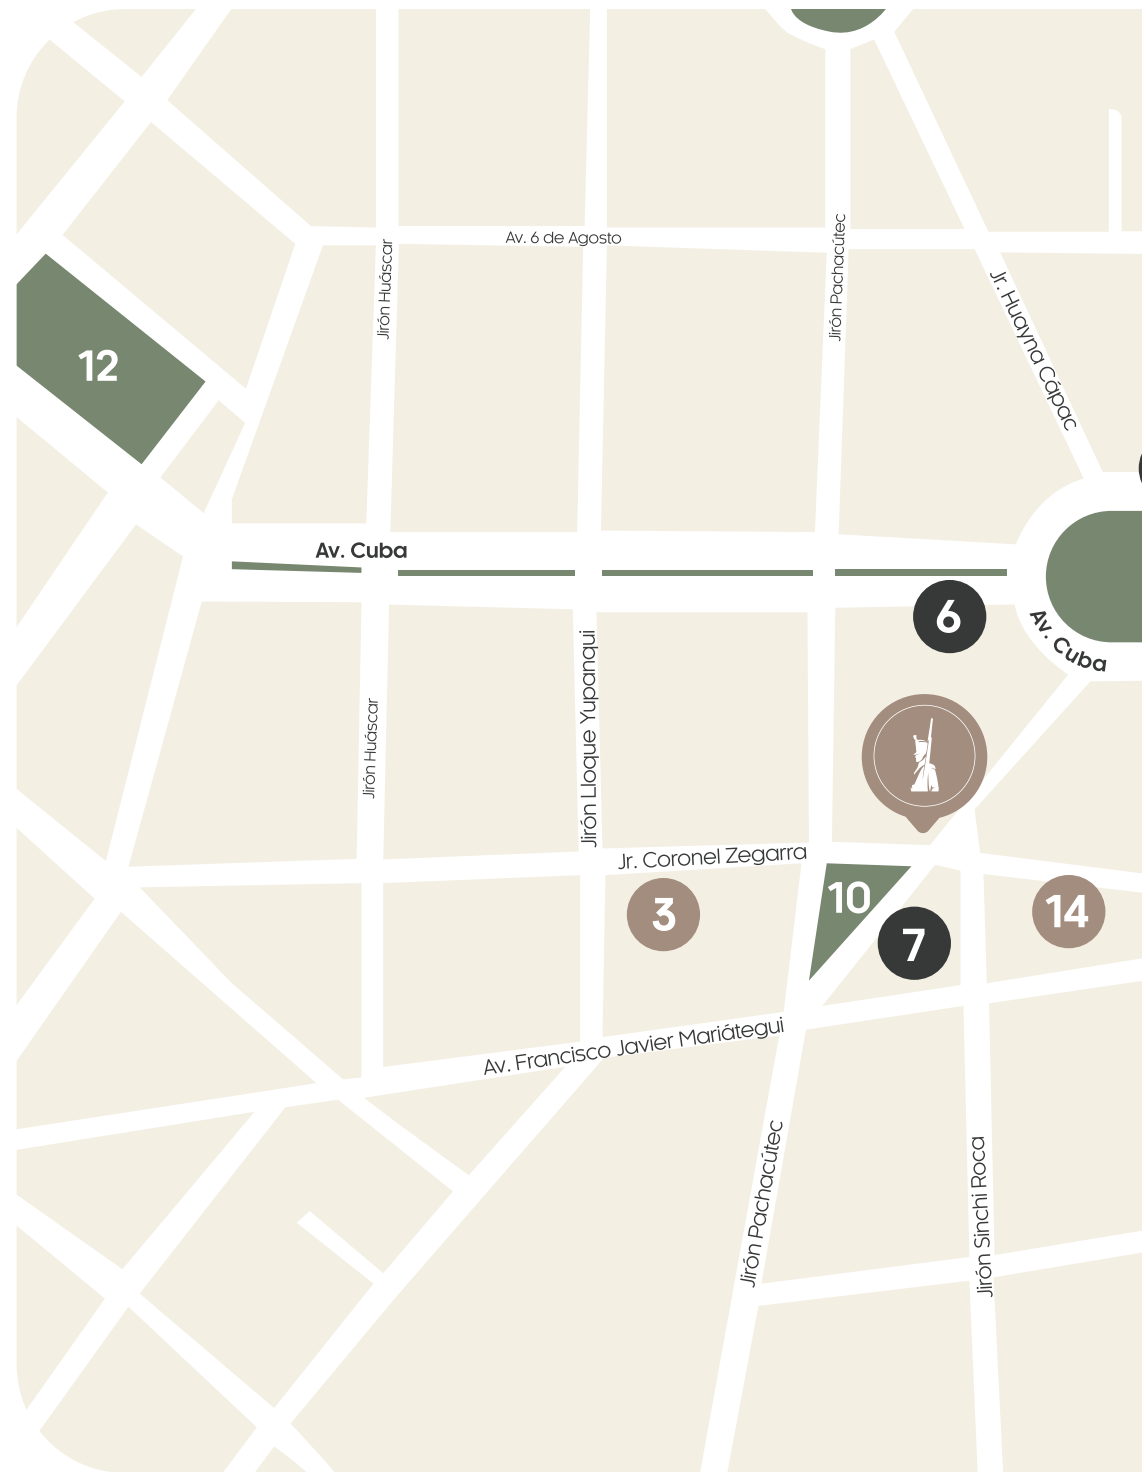 Av. 6 de Agosto
Jirón Huáscar
Jirón Pachacútec
Jr. Huayna Cápac
12
Av. Cuba
6
Av. Cuba
Jirón Lloque Yupanqui
Jirón Huáscar
Jr. Coronel Zegarra
10
3
7
14
Av. Francisco Javier Mariátegui
Jirón Pachacútec
Jirón Sinchi Roca